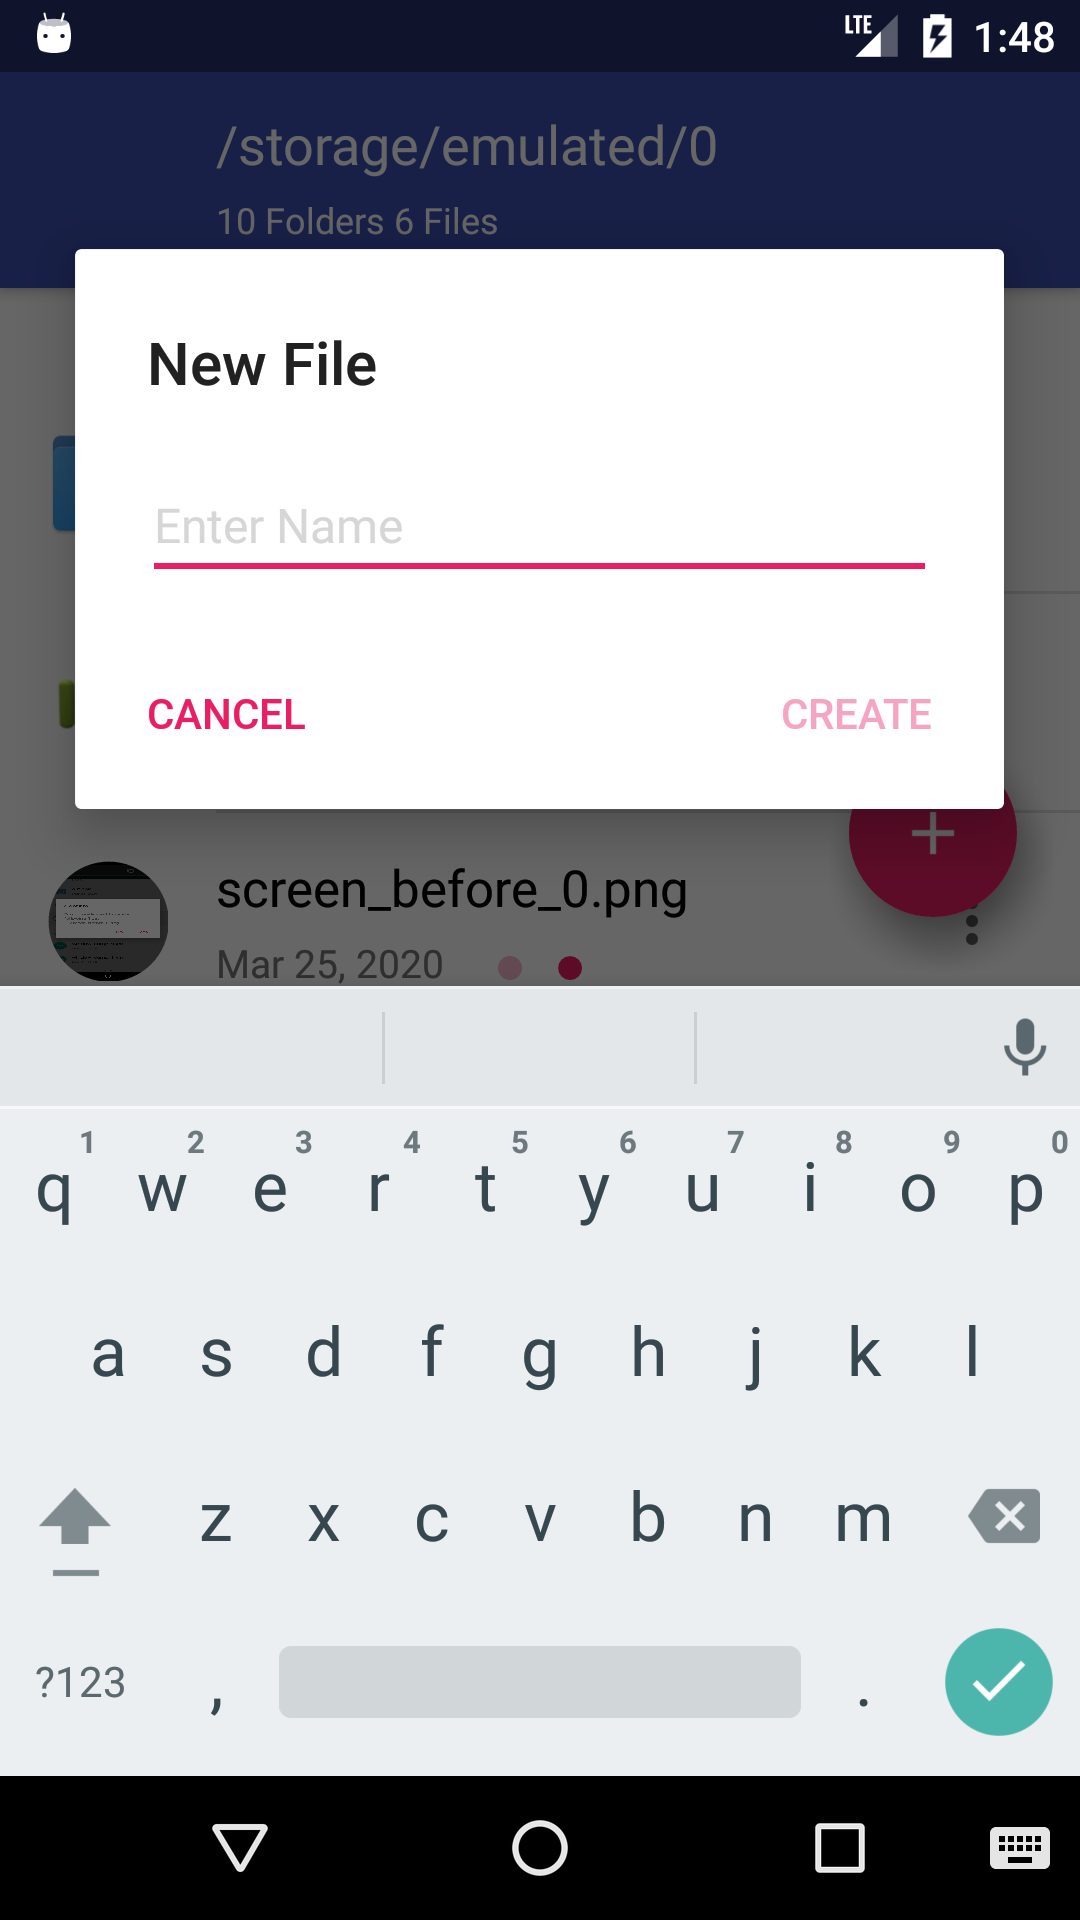 LTE 1:48
/storage/emulated/0
10 Folders 6 Files
New File
Enter Name
CANCEL CREATE
screen_before_0.png
Mar 25, 2020
1 2 3 4 5 6 7 8 9 0
q w e r t y u i o p
a s d f g h j k l
z x c v b n m
?123 , .